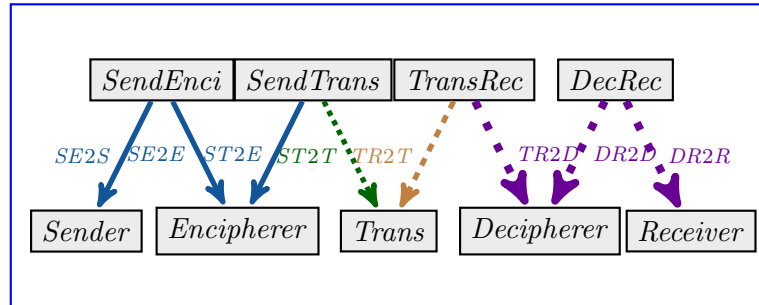 SendEnci SendTrans TransRec DecRec
SE2S SE2E ST2E ST2T TR2T TR2D DR2D DR2R
Sender Encipherer Trans Decipherer Receiver